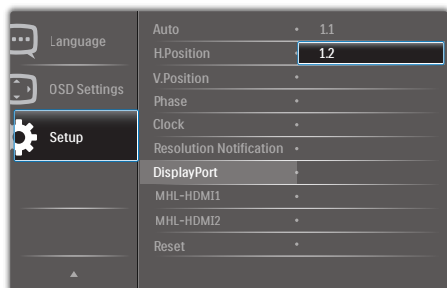 Language
OSD Settings
Setup
Auto
H.Position
V.Position
Phase
Clock
Resolution Notification
DisplayPort
MHL-HDMI1
MHL-HDMI2
Reset
1.1
1.2